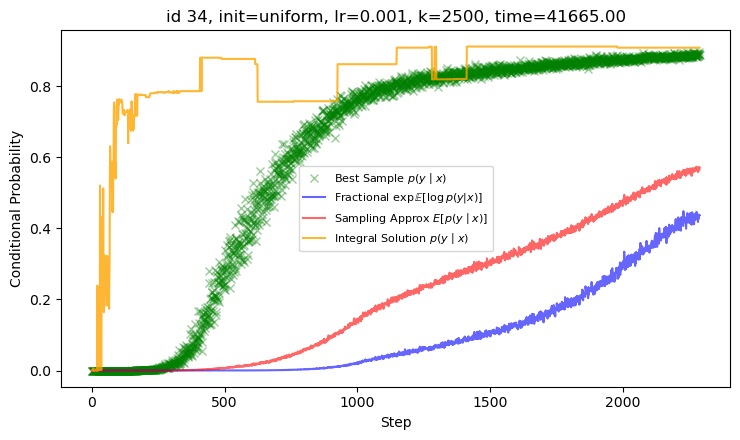 id 34, init=uniform, lr=0.001, k=2500, time=41665.00
Conditional Probability
0.8
0.6
0.4
0.2
0.0
Best Sample p(y | x)
Fractional exp𝔼[log p(y|x)]
Sampling Approx E[p(y | x)]
Integral Solution p(y | x)
0 500 1000 1500 2000
Step